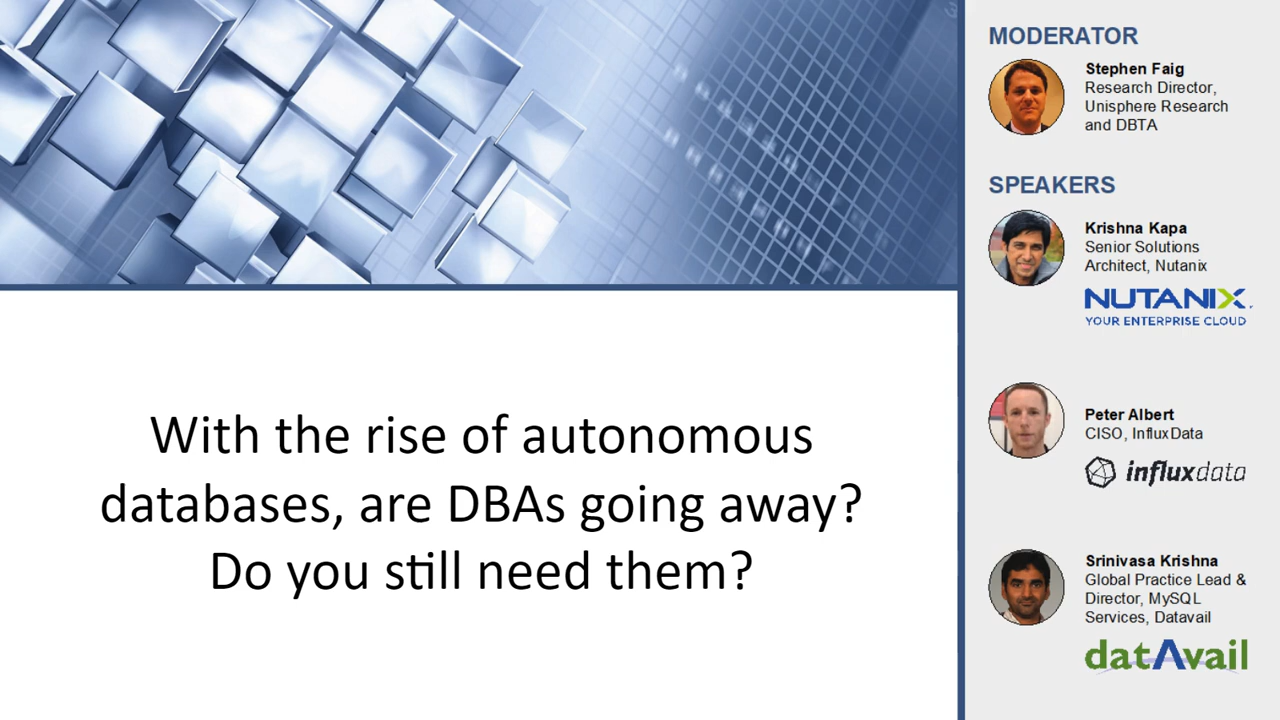 With the rise of autonomous
databases, are DBAs going away?
Do you still need them?
MODERATOR
Stephen Faig
Research Director,
Unisphere Research
and DBTA
SPEAKERS
Krishna Kapa
Senior Solutions
Architect, Nutanix
NUTANIX
YOUR ENTERPRISE CLOUD
Peter Albert
CISO, InfluxData
influxdata
Srinivasa Krishna
Global Practice Lead &
Director, MySQL
Services, Datavail
datAvail